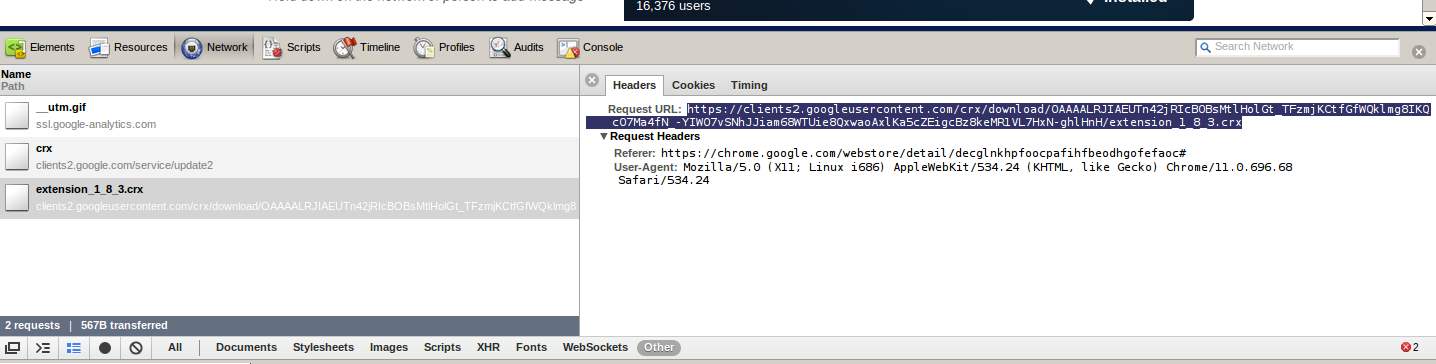 16,376 users
Elements Resources Network Scripts Timeline Profiles Audits Console Search Network
Name
Path
__utm.gif
ssl.google-analytics.com
crx
clients2.google.com/service/update2
extension_1_8_3.crx
clients2.googleusercontent.com/crx/download/OAAAALRJIAEUTn42jRIcBOBsMtlHolGt_TFzmjKCtfGfWQklmg8
2 requests | 567B transferred
Headers Cookies Timing
Request URL: https://clients2.googleusercontent.com/crx/download/OAAAALRJIAEUTn42jRIcBOBsMtlHolGt_TFzmjKCtfGfWQklmg8IKQ
cO7Ma4fN_-YIWO7vSNhJJiam68WTUie8QxwaoAxlKa5cZEigcBz8keMR1VL7HxN-ghlHnH/extension_1_8_3.crx
Request Headers
Referer: https://chrome.google.com/webstore/detail/decglnkhpfoocpafihfbeodhgofefaoc#
User-Agent: Mozilla/5.0 (X11; Linux i686) AppleWebKit/534.24 (KHTML, like Gecko) Chrome/11.0.696.68
Safari/534.24
All Documents Stylesheets Images Scripts XHR Fonts WebSockets Other 2